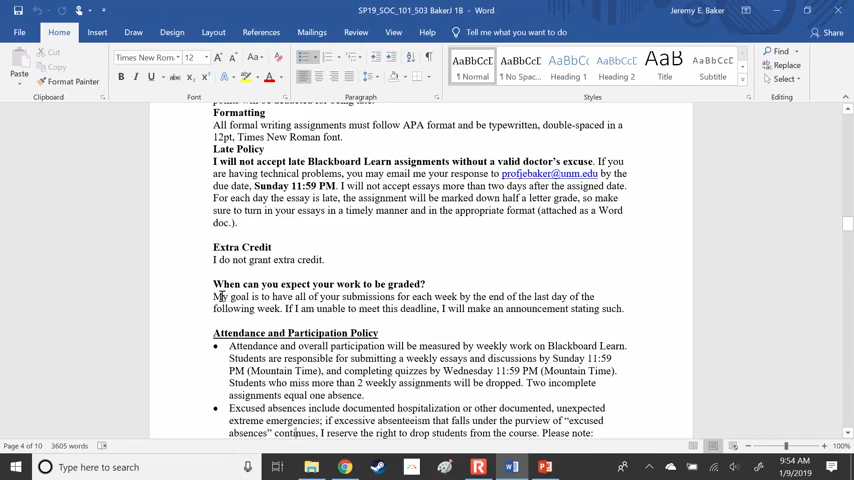 SP19_SOC_101_503 BakerJ 1B - Word
Jeremy E. Baker
File Home Insert Draw Design Layout References Mailings Review View Help Tell me what you want to do Share
Paste Cut Copy Format Painter
Times New Rom 12
AaBbCcD AaBbCcD AaBbCc AaBbCcE AaB AaBbCcD
Normal No Spac... Heading 1 Heading 2 Title Subtitle
Find Replace Select
Clipboard Font Paragraph Styles Editing
Formatting
All formal writing assignments must follow APA format and be typewritten, double-spaced in a
12pt, Times New Roman font.
Late Policy
I will not accept late Blackboard Learn assignments without a valid doctor's excuse. If you
are having technical problems, you may email me your response to profjebaker@unm.edu by the
due date, Sunday 11:59 PM. I will not accept essays more than two days after the assigned date.
For each day the essay is late, the assignment will be marked down half a letter grade, so make
sure to turn in your essays in a timely manner and in the appropriate format (attached as a Word
doc.).
Extra Credit
I do not grant extra credit.
When can you expect your work to be graded?
My goal is to have all of your submissions for each week by the end of the last day of the
following week. If I am unable to meet this deadline, I will make an announcement stating such.
Attendance and Participation Policy
• Attendance and overall participation will be measured by weekly work on Blackboard Learn.
Students are responsible for submitting a weekly essays and discussions by Sunday 11:59
PM (Mountain Time), and completing quizzes by Wednesday 11:59 PM (Mountain Time).
Students who miss more than 2 weekly assignments will be dropped. Two incomplete
assignments equal one absence.
• Excused absences include documented hospitalization or other documented, unexpected
extreme emergencies; if excessive absenteeism that falls under the purview of “excused
absences” continues, I reserve the right to drop students from the course. Please note:
Page 4 of 10 3605 words 100%
Type here to search
9:54 AM
1/9/2019